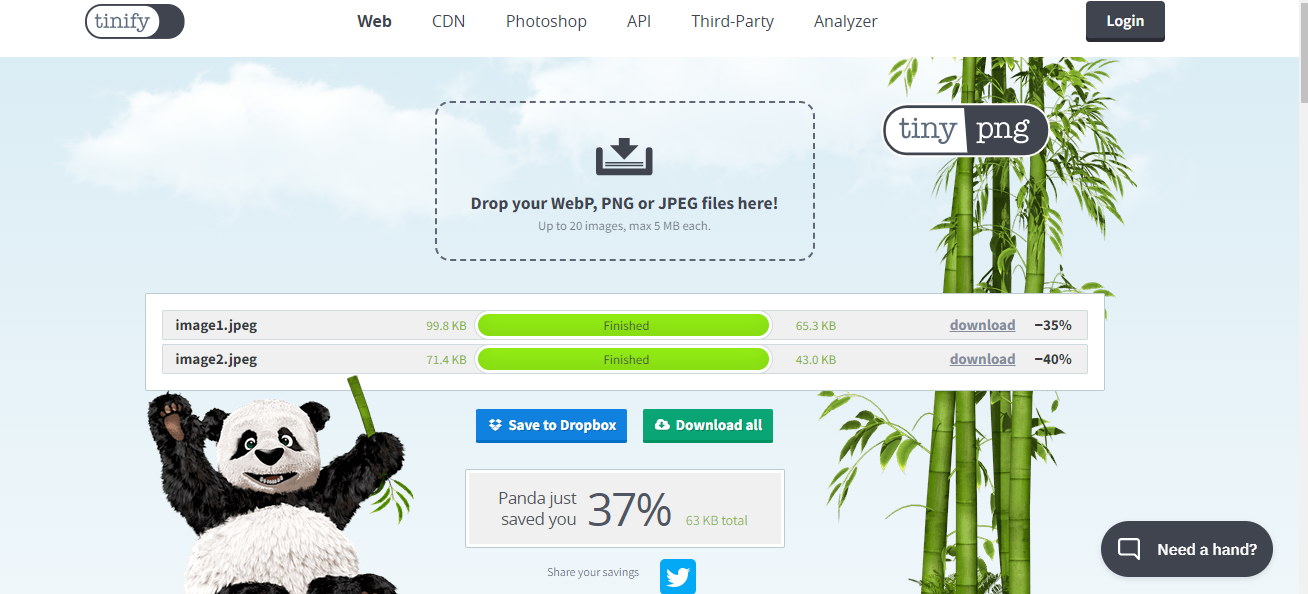 tinify Web CDN Photoshop API Third-Party Analyzer Login
tiny png
Drop your WebP, PNG or JPEG files here!
Up to 20 images, max 5 MB each.
image1.jpeg 99.8 KB Finished 65.3 KB download −35%
image2.jpeg 71.4 KB Finished 43.0 KB download −40%
Save to Dropbox Download all
Panda just
saved you 37% 63 KB total
Need a hand?
Share your savings